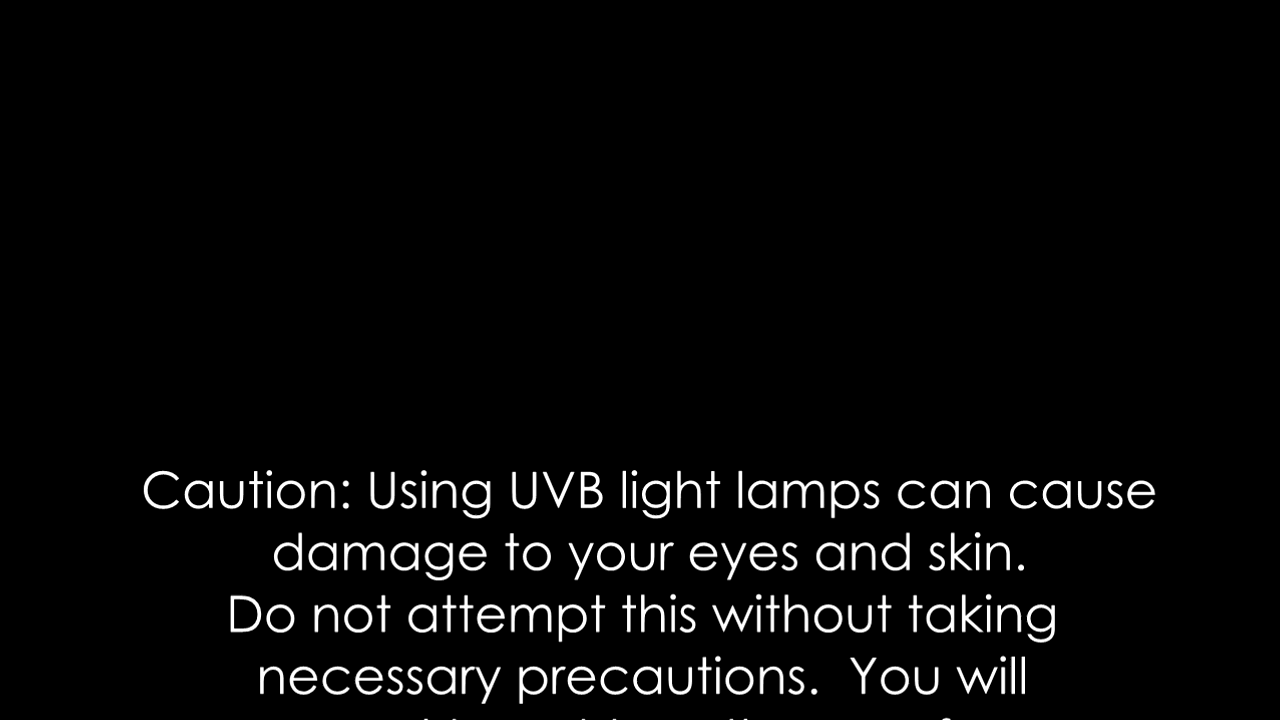 Caution: Using UVB light lamps can cause
damage to your eyes and skin.
Do not attempt this without taking
necessary precautions.  You will